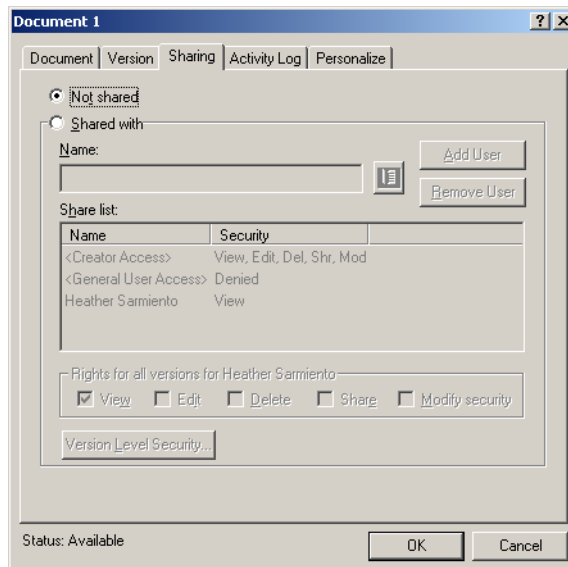 Document 1
Document Version Sharing Activity Log Personalize
Not shared
Shared with
Name:
Add User
Remove User
Share list:
Name Security
<Creator Access> View, Edit, Del, Shr, Mod
<General User Access> Denied
Heather Sarmiento View
Rights for all versions for Heather Sarmiento
View Edit Delete Share Modify security
Version Level Security...
Status: Available
OK Cancel